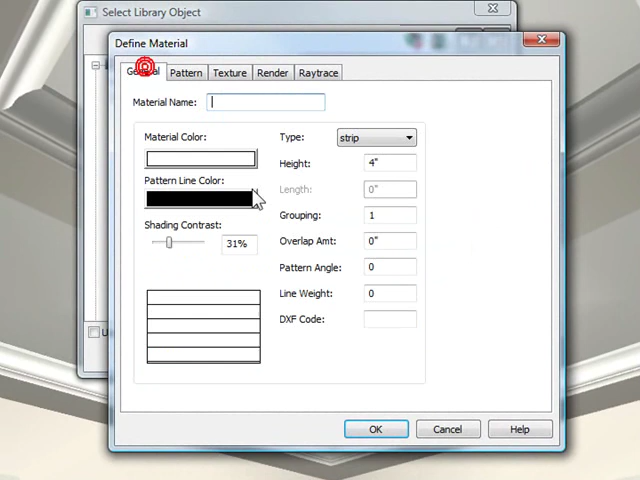 Select Library Object
Define Material
General Pattern Texture Render Raytrace
Material Name:
Material Color:
Type: strip
Height: 4"
Pattern Line Color:
Length: 0"
Grouping: 1
Shading Contrast:
31%
Overlap Amt: 0"
Pattern Angle: 0
Line Weight: 0
DXF Code:
U
OK Cancel Help